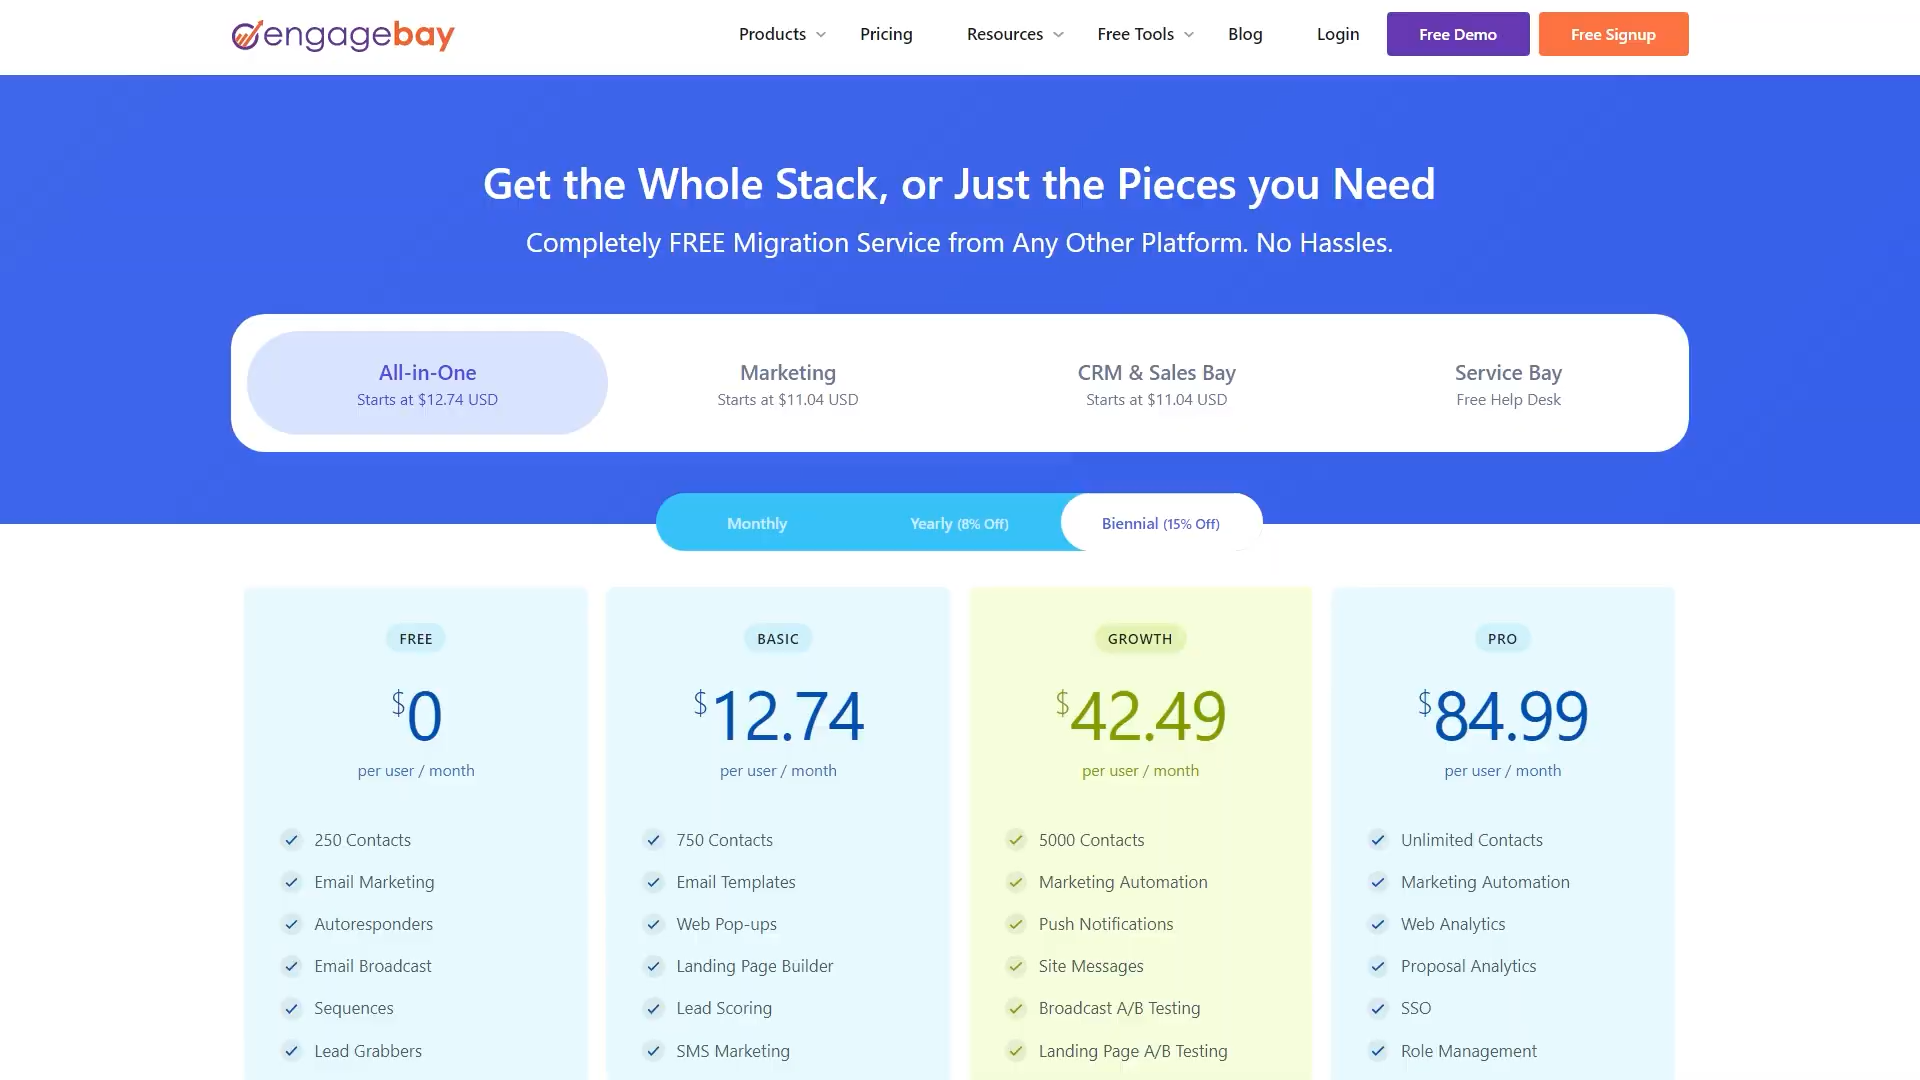 engagebay
Products Pricing Resources Free Tools Blog Login Free Demo Free Signup
Get the Whole Stack, or Just the Pieces you Need
Completely FREE Migration Service from Any Other Platform. No Hassles.
All-in-One
Starts at $12.74 USD
Marketing
Starts at $11.04 USD
CRM & Sales Bay
Starts at $11.04 USD
Service Bay
Free Help Desk
Monthly Yearly (8% Off) Biennial (15% Off)
FREE
$0
per user / month
250 Contacts
Email Marketing
Autoresponders
Email Broadcast
Sequences
Lead Grabbers
BASIC
$12.74
per user / month
750 Contacts
Email Templates
Web Pop-ups
Landing Page Builder
Lead Scoring
SMS Marketing
GROWTH
$42.49
per user / month
5000 Contacts
Marketing Automation
Push Notifications
Site Messages
Broadcast A/B Testing
Landing Page A/B Testing
PRO
$84.99
per user / month
Unlimited Contacts
Marketing Automation
Web Analytics
Proposal Analytics
SSO
Role Management